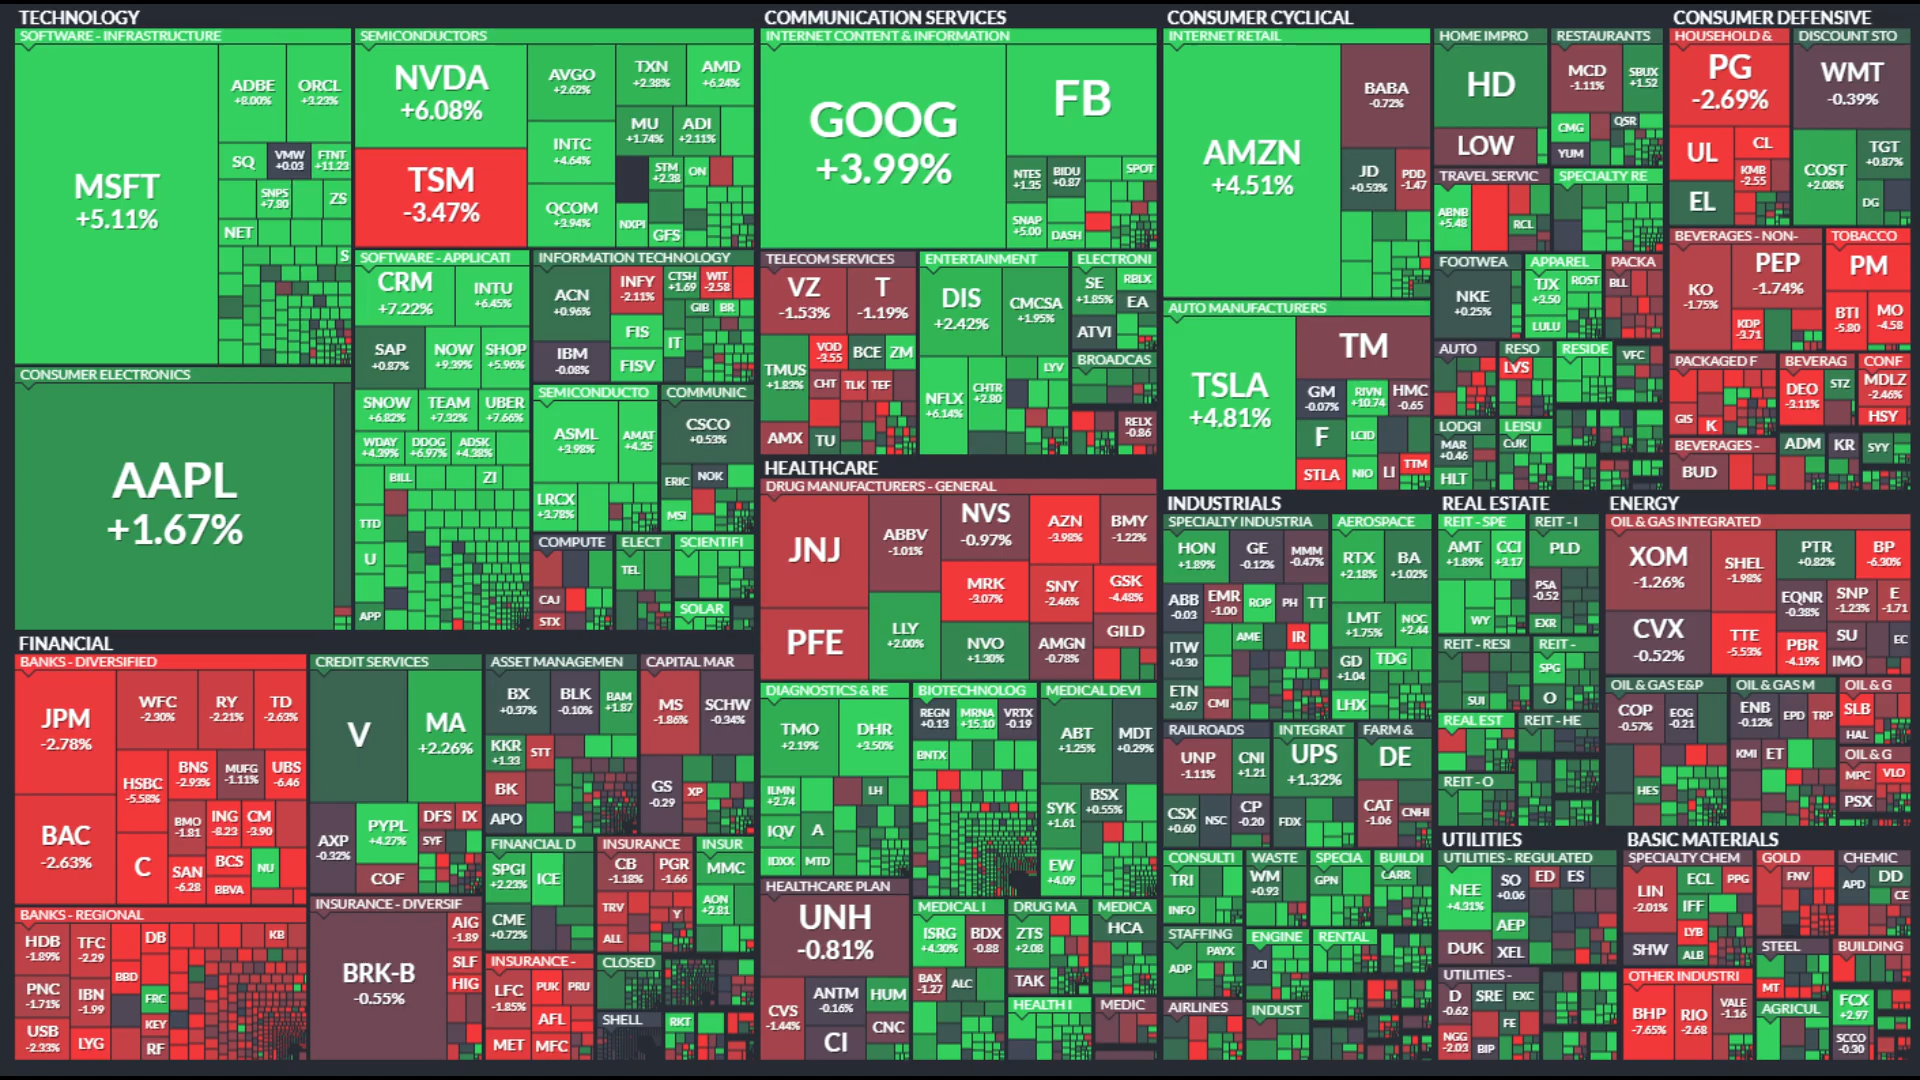 TECHNOLOGY
SOFTWARE - INFRASTRUCTURE
MSFT
+5.11%
ADBE
+8.00%
ORCL
+3.23%
SQ
VMW
+0.03
FTNT
+11.23
SNPS
+7.80
ZS
NET
S
SEMICONDUCTORS
NVDA
+6.08%
TSM
-3.47%
AVGO
+2.62%
INTC
+4.64%
QCOM
+3.94%
TXN
+2.38%
AMD
+6.24%
MU
+1.74%
ADI
+2.11%
STM
+2.38
ON
NXPI
GFS
CONSUMER ELECTRONICS
AAPL
+1.67%
SOFTWARE - APPLICATI
CRM
+7.22%
INTU
+6.45%
SAP
+0.87%
NOW
+9.39%
SHOP
+5.96%
SNOW
+6.82%
TEAM
+7.32%
UBER
+7.66%
WDAY
+4.39%
DDOG
+6.97%
ADSK
+4.38%
BILL
ZI
TTD
U
APP
INFORMATION TECHNOLOGY
ACN
+0.96%
IBM
-0.08%
INFY
-2.11%
CTSH
+1.69
WIT
-2.58
GIB
BR
FIS
IT
FISV
SEMICONDUCTO
ASML
+3.98%
AMAT
+4.35
LRCX
+3.78%
COMMUNIC
CSCO
+0.53%
ERIC
NOK
MSI
COMPUTE
CAJ
STX
ELECT
TEL
SCIENTIFI
SOLAR
COMMUNICATION SERVICES
INTERNET CONTENT & INFORMATION
GOOG
+3.99%
FB
NTES
+1.35
BIDU
+0.87
SPOT
SNAP
+5.00
DASH
TELECOM SERVICES
VZ
-1.53%
T
-1.19%
TMUS
+1.83%
VOD
-3.55
BCE
ZM
CHT
TLK
TEF
AMX
TU
ENTERTAINMENT
DIS
+2.42%
CMCSA
+1.95%
NFLX
+6.14%
CHTR
+2.80
LYV
ELECTRONI
SE
+1.85%
RBLX
EA
ATVI
BROADCAS
RELX
-0.86
CONSUMER CYCLICAL
INTERNET RETAIL
AMZN
+4.51%
BABA
-0.72%
JD
+0.53%
PDD
-1.47
AUTO MANUFACTURERS
TSLA
+4.81%
TM
GM
-0.07%
RIVN
+10.74
HMC
-0.65
F
LCID
STLA
NIO
LI
TTM
HOME IMPRO
HD
LOW
RESTAURANTS
MCD
-1.11%
SBUX
+1.52
CMG
QSR
YUM
TRAVEL SERVIC
ABNB
+5.48
RCL
SPECIALTY RE
FOOTWEA
NKE
+0.25%
APPAREL
TJX
+3.50
ROST
LULU
PACKA
BLL
AUTO
RESO
LVS
RESIDE
VFC
LODGI
MAR
+0.46
HLT
LEISU
CUK
CONSUMER DEFENSIVE
HOUSEHOLD &
PG
-2.69%
UL
CL
KMB
-2.55
EL
DISCOUNT STO
WMT
-0.39%
COST
+2.08%
TGT
+0.87%
DG
BEVERAGES - NON-
KO
-1.75%
PEP
-1.74%
KDP
-3.71
TOBACCO
PM
BTI
-5.80
MO
-4.58
PACKAGED F
GIS
K
BEVERAG
DEO
-3.11%
STZ
CONF
MDLZ
-2.46%
HSY
BEVERAGES -
BUD
ADM
KR
SYY
FINANCIAL
BANKS - DIVERSIFIED
JPM
-2.78%
BAC
-2.63%
WFC
-2.30%
RY
-2.21%
TD
-2.63%
HSBC
-5.58%
BNS
-2.93%
MUFG
-1.11%
UBS
-6.46
BMO
-1.81
ING
-8.23
CM
-3.90
C
SAN
-6.28
BCS
NU
BBVA
BANKS - REGIONAL
HDB
-1.89%
TFC
-2.29
DB
KB
PNC
-1.71%
IBN
-1.99
BBD
FRC
USB
-2.33%
LYG
KEY
RF
CREDIT SERVICES
V
MA
+2.26%
AXP
-0.32%
PYPL
+4.27%
DFS
IX
SYF
COF
INSURANCE - DIVERSIF
BRK-B
-0.55%
AIG
-1.89
SLF
HIG
ASSET MANAGEMEN
BX
+0.37%
BLK
-0.10%
BAM
+1.87
KKR
+1.33
STT
BK
APO
CAPITAL MAR
MS
-1.86%
SCHW
-0.34%
GS
-0.29
XP
FINANCIAL D
SPGI
+2.23%
ICE
CME
+0.72%
INSURANCE
CB
-1.18%
PGR
-1.66
TRV
Y
ALL
INSUR
MMC
AON
+2.81
INSURANCE -
LFC
-1.85%
PUK
PRU
AFL
MET
MFC
CLOSED
SHELL
RKT
HEALTHCARE
DRUG MANUFACTURERS - GENERAL
JNJ
PFE
ABBV
-1.01%
LLY
+2.00%
NVS
-0.97%
AZN
-3.98%
BMY
-1.22%
MRK
-3.07%
SNY
-2.46%
GSK
-4.48%
NVO
+1.30%
AMGN
-0.78%
GILD
DIAGNOSTICS & RE
TMO
+2.19%
DHR
+3.50%
ILMN
+2.74
LH
IQV
A
IDXX
MTD
BIOTECHNOLOG
REGN
+0.13
MRNA
+15.10
VRTX
-0.19
BNTX
MEDICAL DEVI
ABT
+1.25%
MDT
+0.29%
SYK
+1.61
BSX
+0.55%
EW
+4.09
HEALTHCARE PLAN
UNH
-0.81%
CVS
-1.44%
ANTM
-0.16%
HUM
CI
CNC
MEDICAL I
ISRG
+4.30%
BDX
-0.88
BAX
-1.27
ALC
DRUG MA
ZTS
+2.08
TAK
MEDICA
HCA
HEALTH I
MEDIC
INDUSTRIALS
SPECIALTY INDUSTRIA
HON
+1.89%
GE
-0.12%
MMM
-0.47%
ABB
-0.03
EMR
-1.00
ROP
PH
TT
ITW
+0.30
AME
IR
ETN
+0.67
CMI
AEROSPACE
RTX
+2.18%
BA
+1.02%
LMT
+1.75%
NOC
+2.44
GD
+1.04
TDG
LHX
RAILROADS
UNP
-1.11%
CNI
+1.21
CSX
+0.60
NSC
CP
-0.20
INTEGRAT
UPS
+1.32%
FDX
FARM &
DE
CAT
-1.06
CNHI
CONSULTI
TRI
INFO
WASTE
WM
+0.93
SPECIA
GPN
BUILDI
CARR
STAFFING
PAYX
ADP
ENGINE
JCI
RENTAL
AIRLINES
INDUST
REAL ESTATE
REIT - SPE
AMT
+1.89%
CCI
+3.17
WY
REIT - I
PLD
PSA
-0.52
EXR
REIT - RESI
SUI
REIT -
SPG
O
REAL EST
REIT - HE
REIT - O
ENERGY
OIL & GAS INTEGRATED
XOM
-1.26%
CVX
-0.52%
SHEL
-1.98%
TTE
-5.53%
PTR
+0.82%
BP
-6.30%
EQNR
-0.38%
SNP
-1.23%
E
-1.71
PBR
-4.19%
SU
EC
IMO
OIL & GAS E&P
COP
-0.57%
EOG
-0.21
HES
OIL & GAS M
ENB
-0.12%
EPD
TRP
KMI
ET
OIL & G
SLB
HAL
OIL & G
MPC
VLO
PSX
UTILITIES
UTILITIES - REGULATED
NEE
+4.31%
SO
+0.06
ED
ES
AEP
DUK
XEL
UTILITIES -
D
-0.62
SRE
EXC
FE
NGG
-2.03
BIP
BASIC MATERIALS
SPECIALTY CHEM
LIN
-2.01%
ECL
PPG
IFF
LYB
SHW
ALB
GOLD
FNV
CHEMIC
APD
DD
CE
OTHER INDUSTRI
BHP
-7.65%
RIO
-2.68
VALE
-1.16
STEEL
MT
BUILDING
AGRICUL
FCX
+2.97
SCCO
-0.30